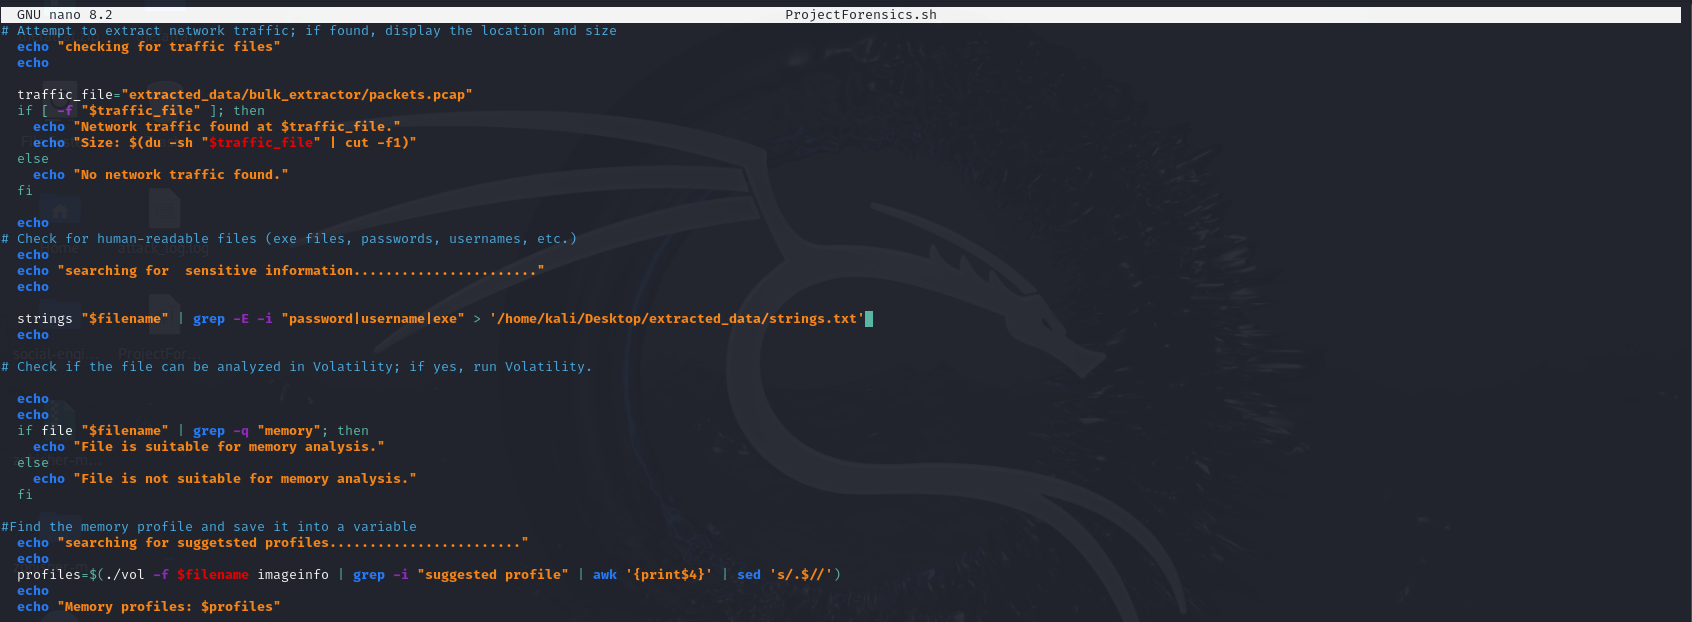 GNU nano 8.2 ProjectForensics.sh
# Attempt to extract network traffic; if found, display the location and size
  echo "checking for traffic files"
  echo
  traffic_file="extracted_data/bulk_extractor/packets.pcap"
  if [ -f "$traffic_file" ]; then
    echo "Network traffic found at $traffic_file."
    echo "Size: $(du -sh "$traffic_file" | cut -f1)"
  else
    echo "No network traffic found."
  fi
  echo
# Check for human-readable files (exe files, passwords, usernames, etc.)
  echo
  echo "searching for  sensitive information......................."
  echo
  strings "$filename" | grep -E -i "password|username|exe" > '/home/kali/Desktop/extracted_data/strings.txt'
  echo
# Check if the file can be analyzed in Volatility; if yes, run Volatility.
  echo
  echo
  if file "$filename" | grep -q "memory"; then
    echo "File is suitable for memory analysis."
  else
    echo "File is not suitable for memory analysis."
  fi
#Find the memory profile and save it into a variable
  echo "searching for suggetsted profiles........................"
  echo
  profiles=$(./vol -f $filename imageinfo | grep -i "suggested profile" | awk '{print$4}' | sed 's/.$//')
  echo
  echo "Memory profiles: $profiles"